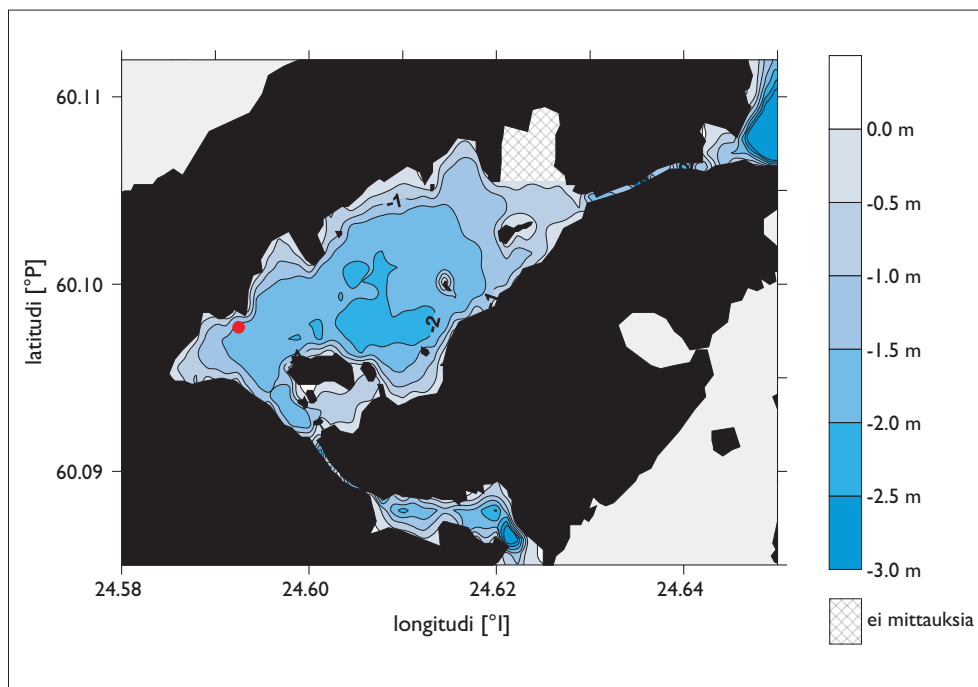 60.11
60.10
60.09
latitudi [°P]
24.58
24.60
24.62
24.64
longitudi [°I]
-1
-1
-2
0.0 m
-0.5 m
-1.0 m
-1.5 m
-2.0 m
-2.5 m
-3.0 m
ei mittauksia